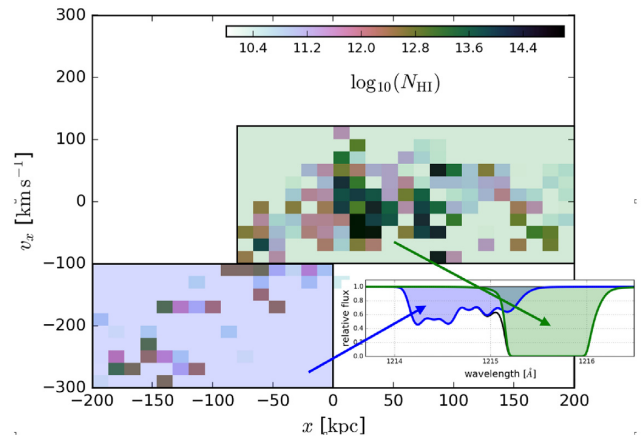 300
10.4 11.2 12.0 12.8 13.6 14.4
200
log10(NHI)
100
0
−100
−200
−300
vx [km s−1]
1.0
0.8
0.6
0.4
0.2
0.0
relative flux
1214 1215 1216
wavelength [Å]
−200 −150 −100 −50 0 50 100 150 200
x [kpc]